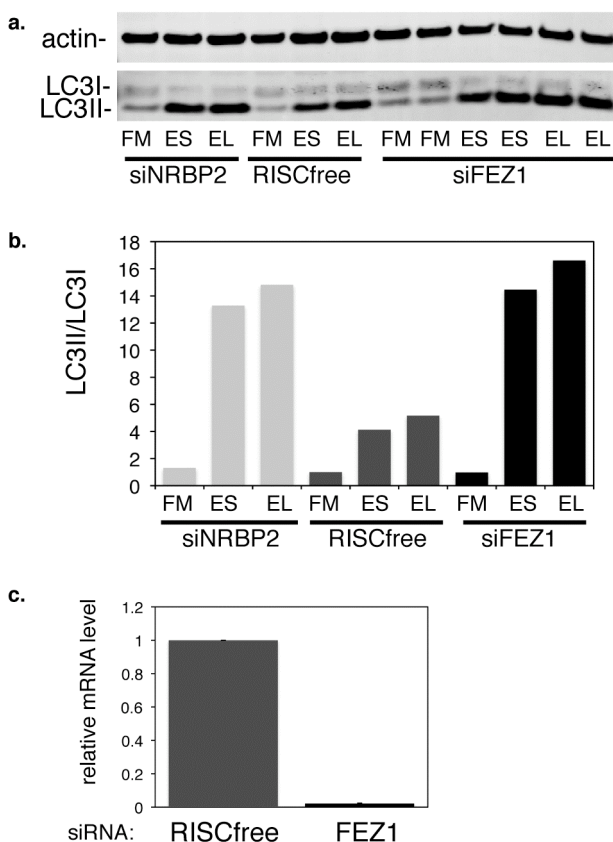 a.
actin-
LC3I-
LC3II-
FM ES EL FM ES EL FM FM ES ES EL EL
siNRBP2 RISCfree siFEZ1
b.
LC3II/LC3I
18
16
14
12
10
8
6
4
2
0
FM ES EL FM ES EL FM ES EL
siNRBP2 RISCfree siFEZ1
c.
relative mRNA level
1.2
1
0.8
0.6
0.4
0.2
0
siRNA: RISCfree FEZ1